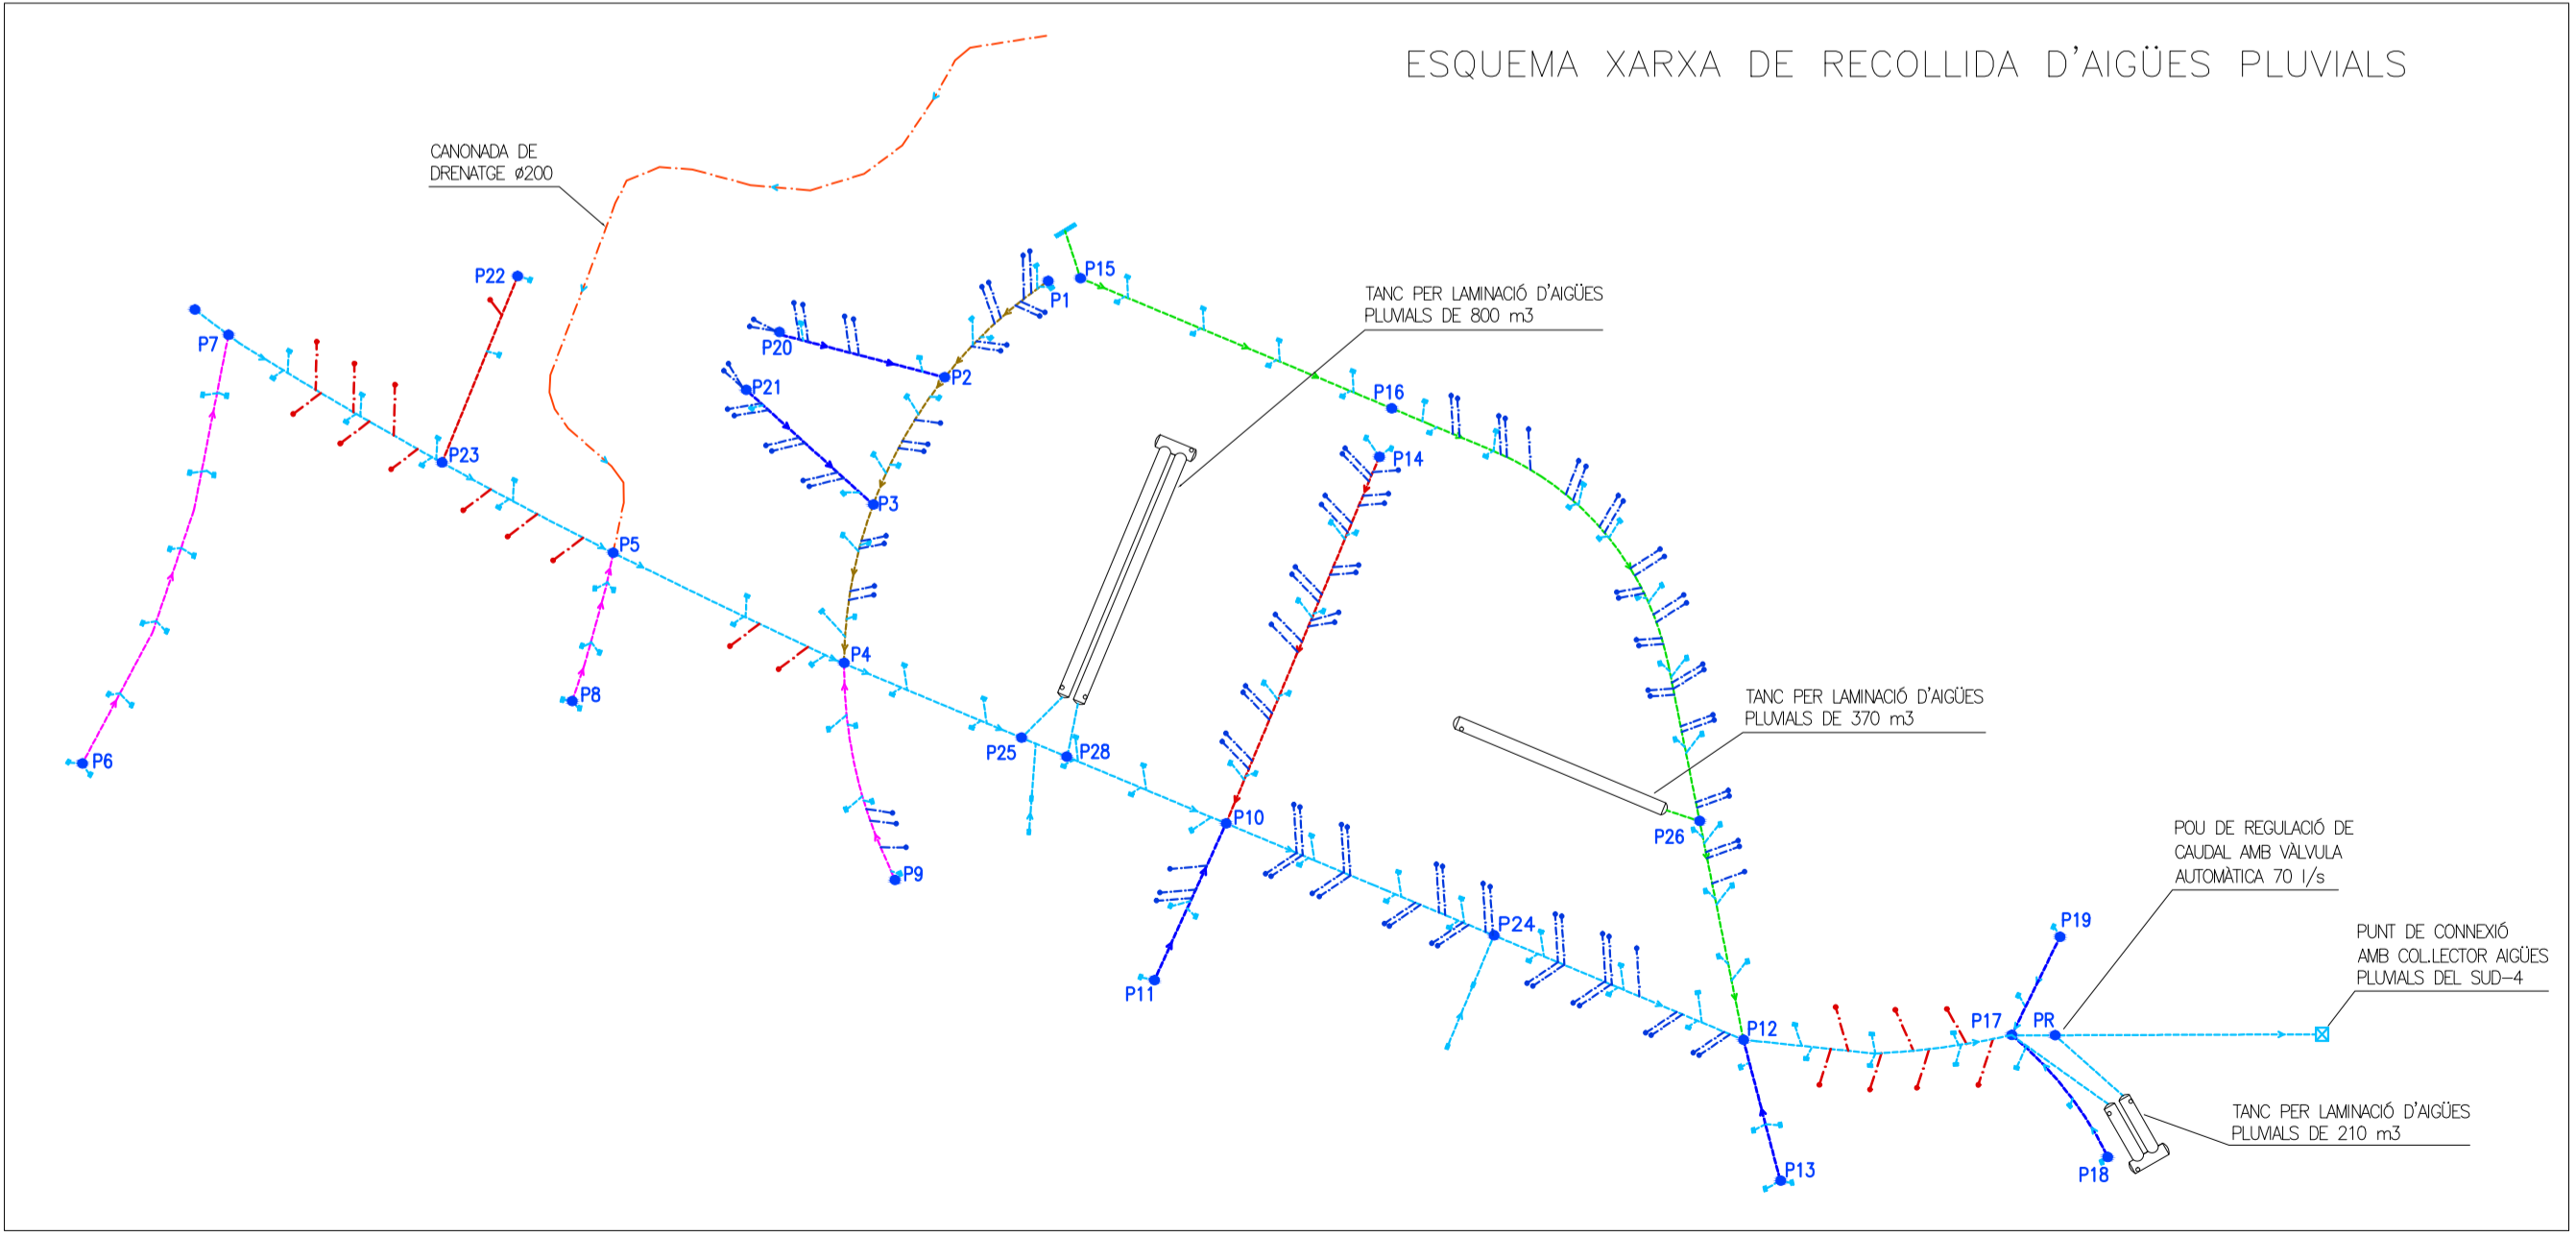 ESQUEMA XARXA DE RECOLLIDA D'AIGÜES PLUVIALS
CANONADA DE
DRENATGE Ø200
P22
P7
P23
P5
P6
P8
P20
P21
P1
P2
P3
P4
P9
P15
TANC PER LAMINACIÓ D'AIGÜES
PLUVIALS DE 800 m3
P16
P14
P25
P28
P10
P11
P24
TANC PER LAMINACIÓ D'AIGÜES
PLUVIALS DE 370 m3
P26
P12
P13
POU DE REGULACIÓ DE
CAUDAL AMB VÀLVULA
AUTOMÀTICA 70 l/s
P19
P17
PR
PUNT DE CONNEXIÓ
AMB COL.LECTOR AIGÜES
PLUVIALS DEL SUD-4
P18
TANC PER LAMINACIÓ D'AIGÜES
PLUVIALS DE 210 m3